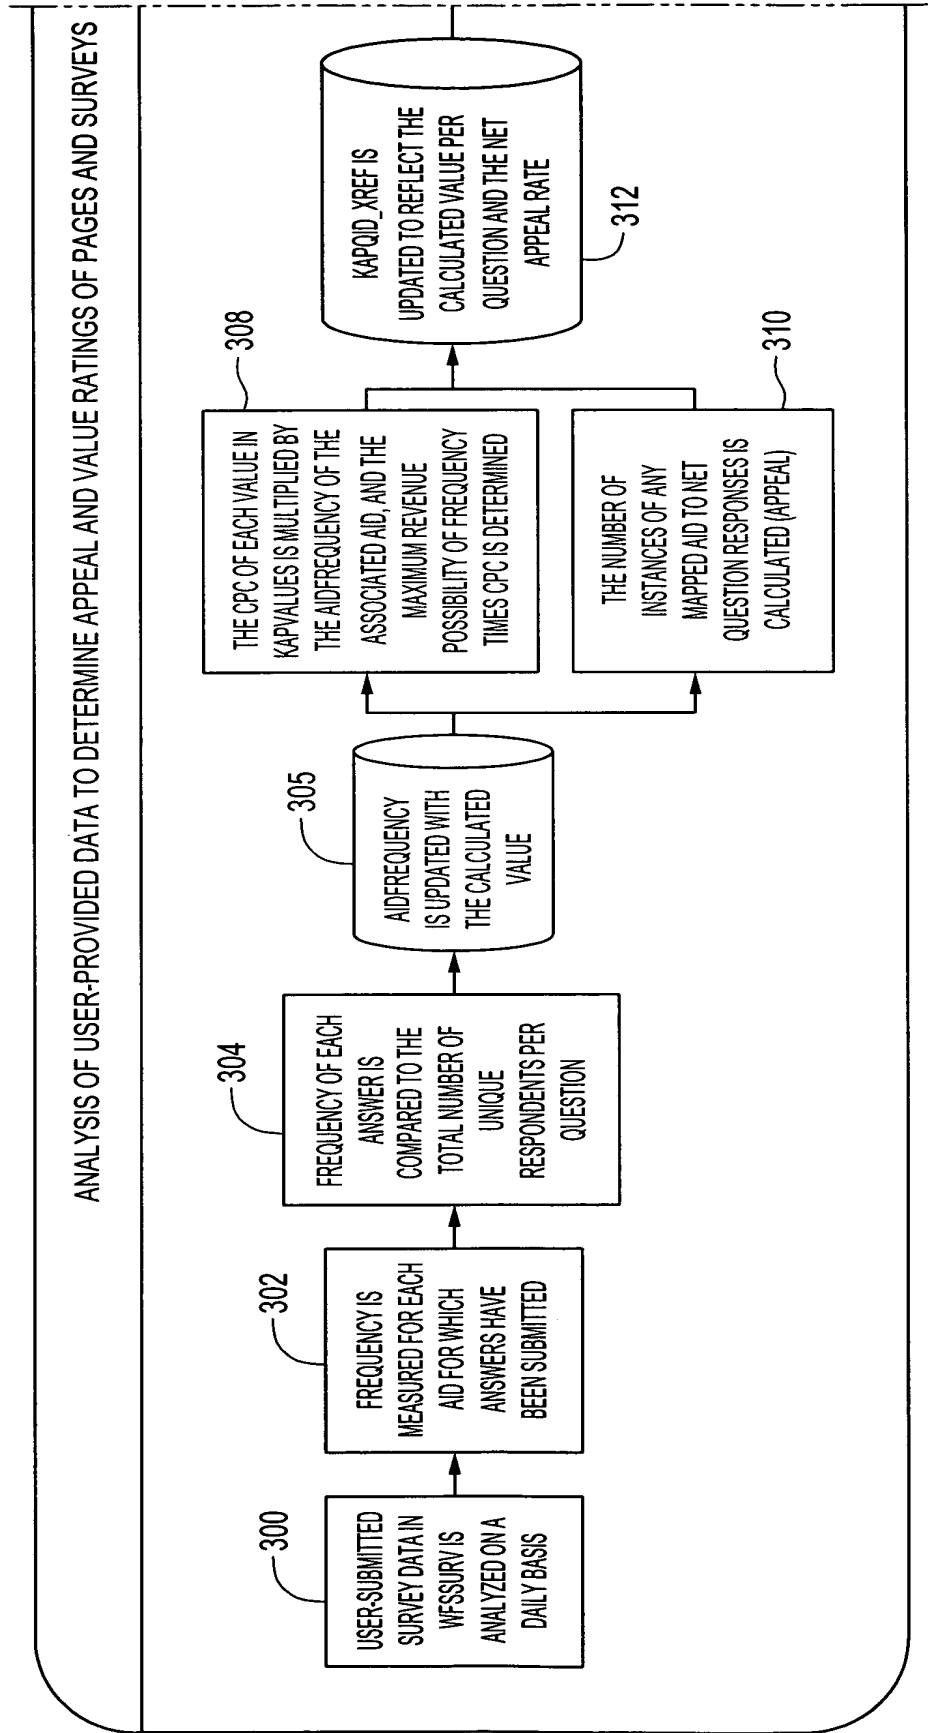 ANALYSIS OF USER-PROVIDED DATA TO DETERMINE APPEAL AND VALUE RATINGS OF PAGES AND SURVEYS
300
USER-SUBMITTED
SURVEY DATA IN
WFSSURV IS
ANALYZED ON A
DAILY BASIS
302
FREQUENCY IS
MEASURED FOR EACH
AID FOR WHICH
ANSWERS HAVE
BEEN SUBMITTED
304
FREQUENCY OF EACH
ANSWER IS
COMPARED TO THE
TOTAL NUMBER OF
UNIQUE
RESPONDENTS PER
QUESTION
305
AIDFREQUENCY
IS UPDATED WITH
THE CALCULATED
VALUE
308
THE CPC OF EACH VALUE IN
KAPVALUES IS MULTIPLIED BY
THE AIDFREQUENCY OF THE
ASSOCIATED AID, AND THE
MAXIMUM REVENUE
POSSIBILITY OF FREQUENCY
TIMES CPC IS DETERMINED
310
THE NUMBER OF
INSTANCES OF ANY
MAPPED AID TO NET
QUESTION RESPONSES IS
CALCULATED (APPEAL)
KAPQID_XREF IS
UPDATED TO REFLECT THE
CALCULATED VALUE PER
QUESTION AND THE NET
APPEAL RATE
312